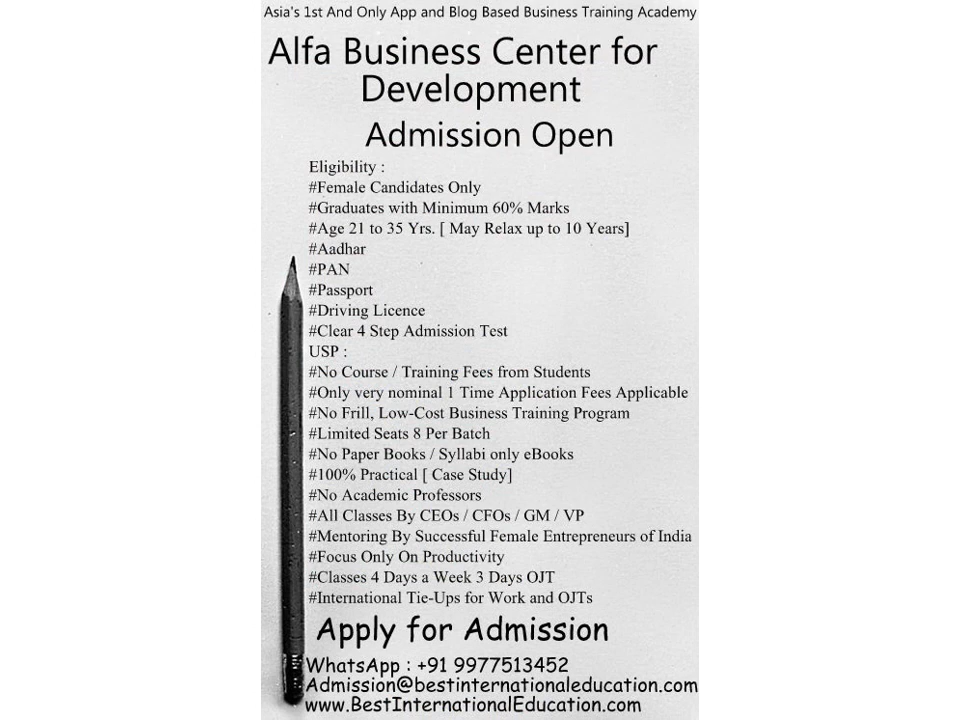 Asia's 1st And Only App and Blog Based Business Training Academy
Alfa Business Center for
Development
Admission Open
Eligibility :
#Female Candidates Only
#Graduates with Minimum 60% Marks
#Age 21 to 35 Yrs. [ May Relax up to 10 Years]
#Aadhar
#PAN
#Passport
#Driving Licence
#Clear 4 Step Admission Test
USP :
#No Course / Training Fees from Students
#Only very nominal 1 Time Application Fees Applicable
#No Frill, Low-Cost Business Training Program
#Limited Seats 8 Per Batch
#No Paper Books / Syllabi only eBooks
#100% Practical [ Case Study]
#No Academic Professors
#All Classes By CEOs / CFOs / GM / VP
#Mentoring By Successful Female Entrepreneurs of India
#Focus Only On Productivity
#Classes 4 Days a Week 3 Days OJT
#International Tie-Ups for Work and OJTs
Apply for Admission
WhatsApp : +91 9977513452
Admission@bestinternationaleducation.com
www.BestInternationalEducation.com